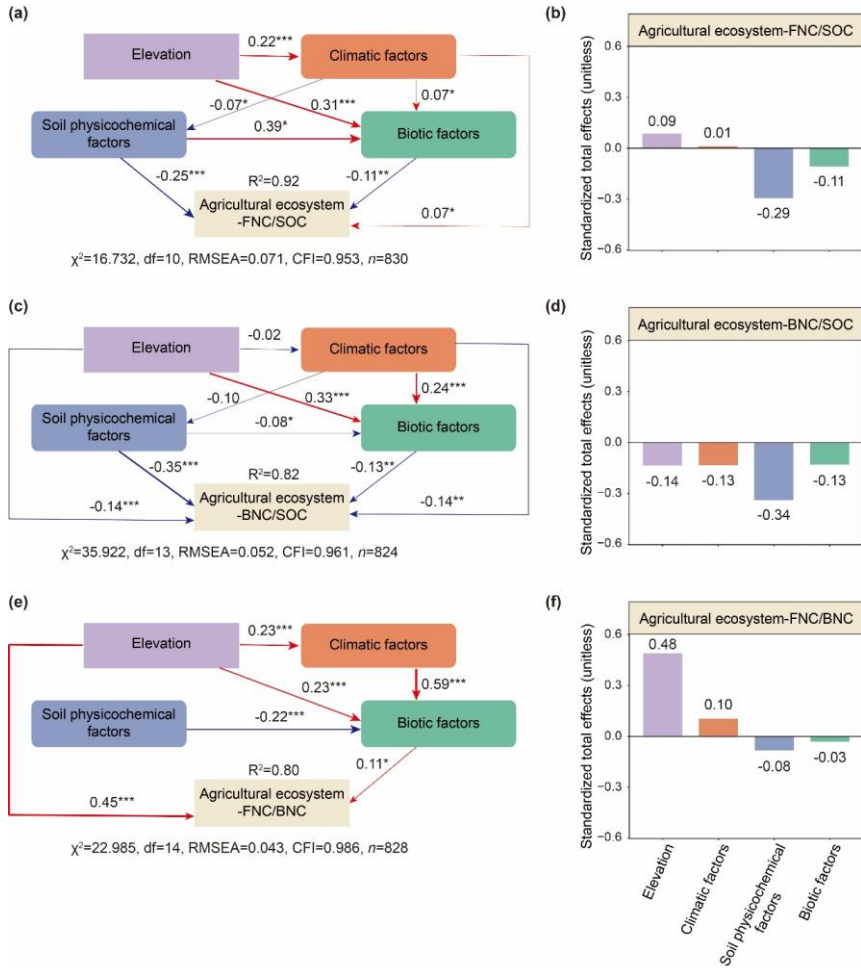 (a)
Elevation
0.22***
Climatic factors
-0.07*
0.31***
0.07*
Soil physicochemical
factors
0.39*
Biotic factors
-0.25***
R²=0.92
-0.11**
Agricultural ecosystem
-FNC/SOC
0.07*
χ²=16.732, df=10, RMSEA=0.071, CFI=0.953, n=830
(b)
Agricultural ecosystem-FNC/SOC
Standardized total effects (unitless)
0.6
0.3
0.0
−0.3
−0.6
0.09
0.01
-0.29
-0.11
(c)
Elevation
-0.02
Climatic factors
-0.10
0.33***
0.24***
Soil physicochemical
factors
-0.08*
Biotic factors
-0.35***
R²=0.82
-0.13**
Agricultural ecosystem
-BNC/SOC
-0.14***
-0.14**
χ²=35.922, df=13, RMSEA=0.052, CFI=0.961, n=824
(d)
Agricultural ecosystem-BNC/SOC
Standardized total effects (unitless)
0.6
0.3
0.0
−0.3
−0.6
-0.14
-0.13
-0.34
-0.13
(e)
Elevation
0.23***
Climatic factors
0.23***
0.59***
Soil physicochemical
factors
-0.22***
Biotic factors
R²=0.80
0.11*
Agricultural ecosystem
-FNC/BNC
0.45***
χ²=22.985, df=14, RMSEA=0.043, CFI=0.986, n=828
(f)
Agricultural ecosystem-FNC/BNC
Standardized total effects (unitless)
0.6
0.3
0.0
−0.3
−0.6
0.48
0.10
-0.08
-0.03
Elevation
Climatic factors
Soil physicochemical
factors
Biotic factors